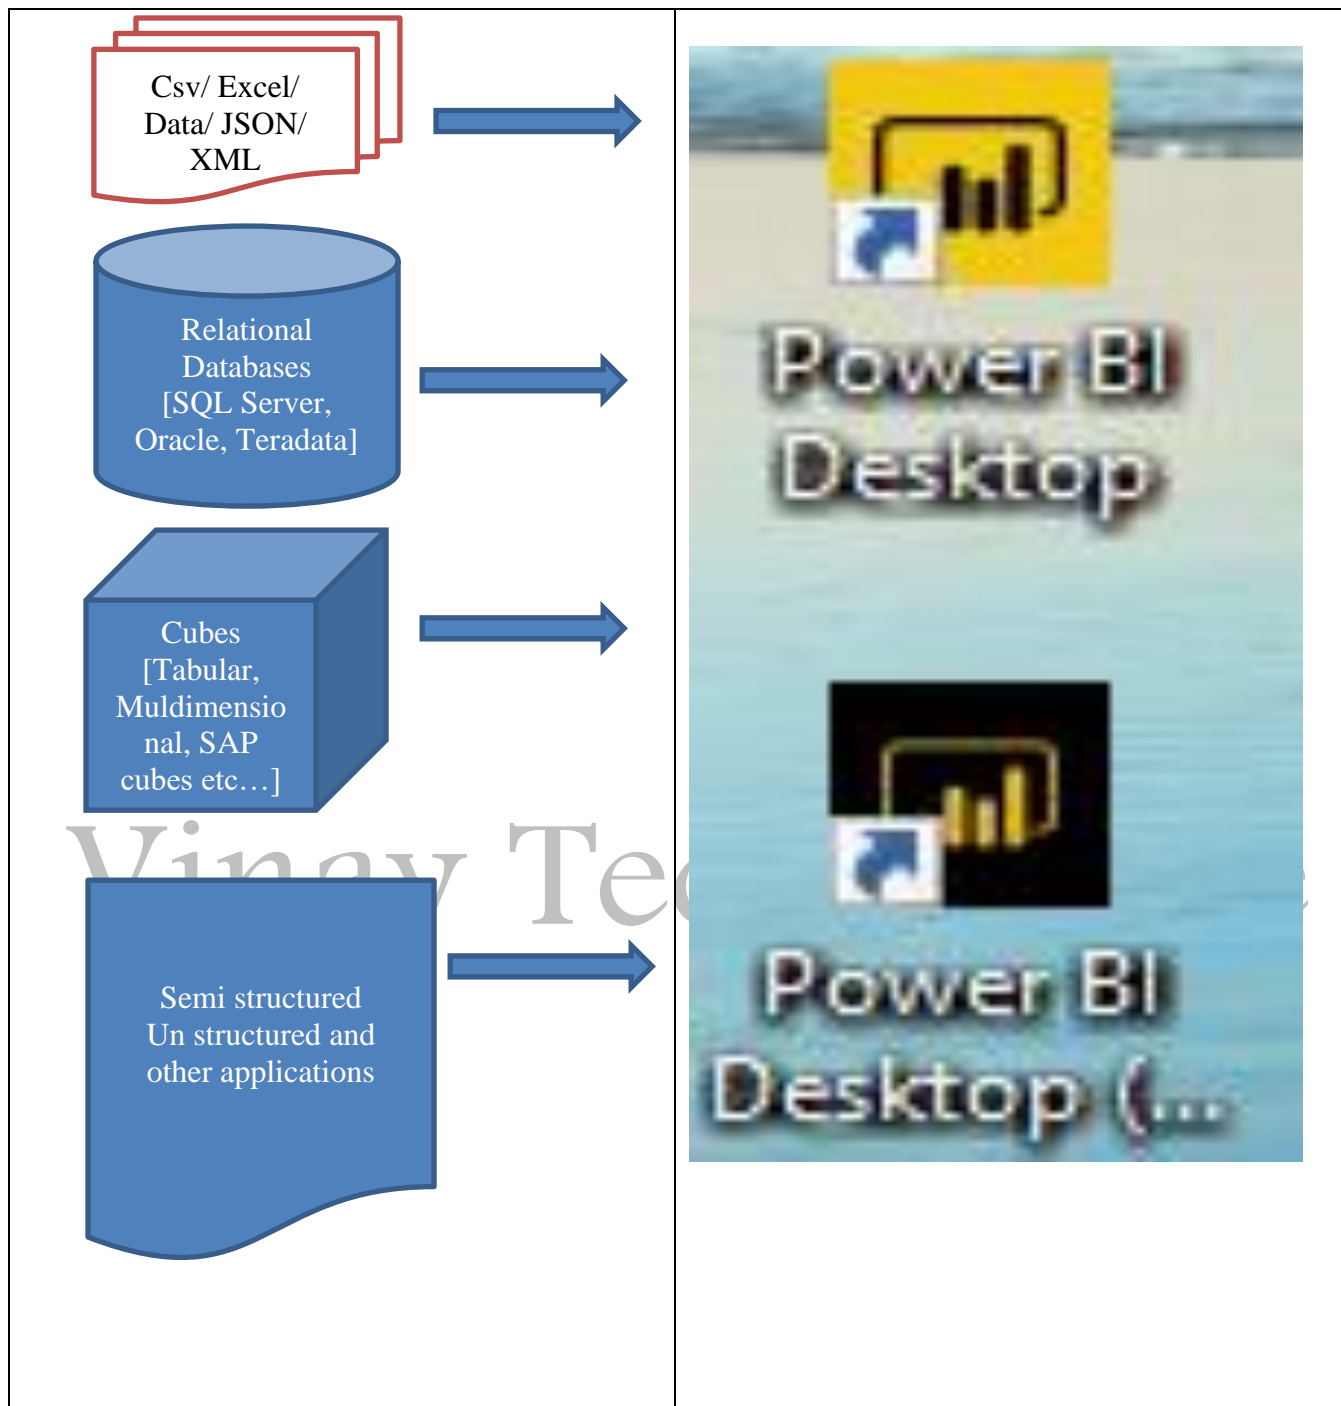 Csv/ Excel/
Data/ JSON/
XML
Relational
Databases
[SQL Server,
Oracle, Teradata]
Cubes
[Tabular,
Muldimensio
nal, SAP
cubes etc…]
Semi structured
Un structured and
other applications
Power BI
Desktop
Power BI
Desktop (...
Vinay